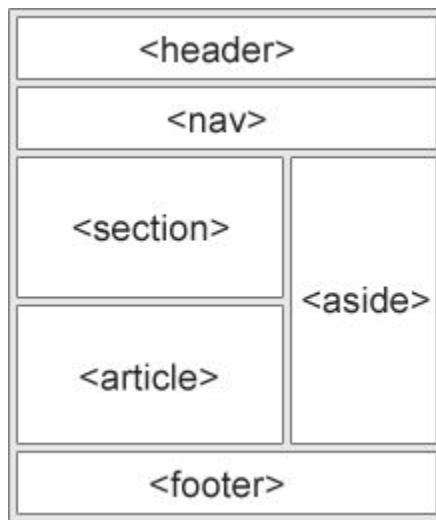 <header>
<nav>
<section>
<aside>
<article>
<footer>